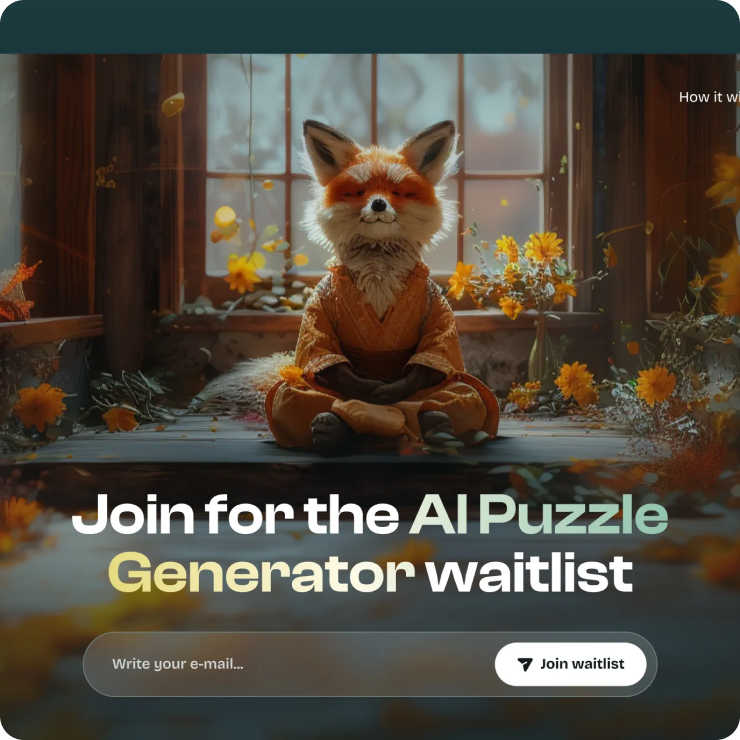 How it wi
Join for the AI Puzzle
Generator waitlist
Write your e-mail...
Join waitlist